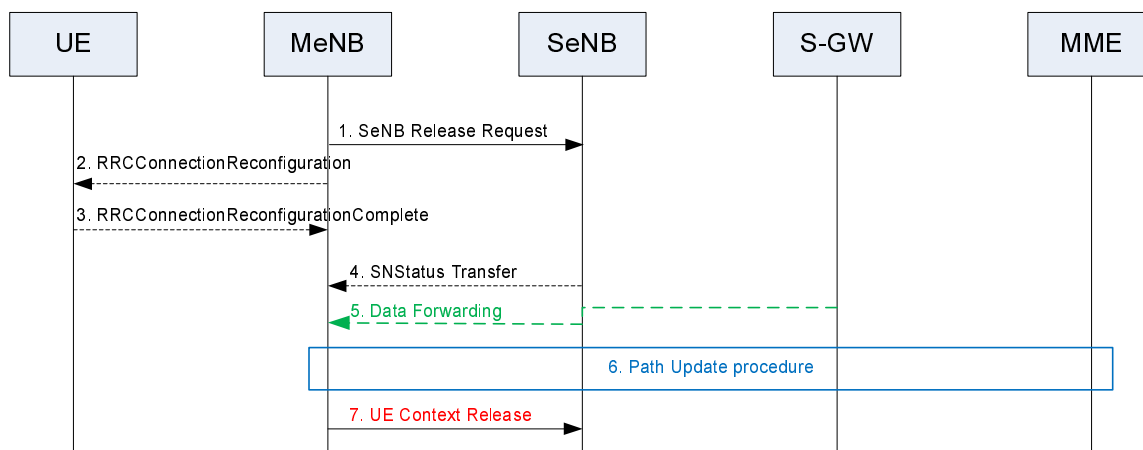 UE
MeNB
SeNB
S-GW
MME
1. SeNB Release Request
2. RRCConnectionReconfiguration
3. RRCConnectionReconfigurationComplete
4. SNStatus Transfer
5. Data Forwarding
6. Path Update procedure
7. UE Context Release